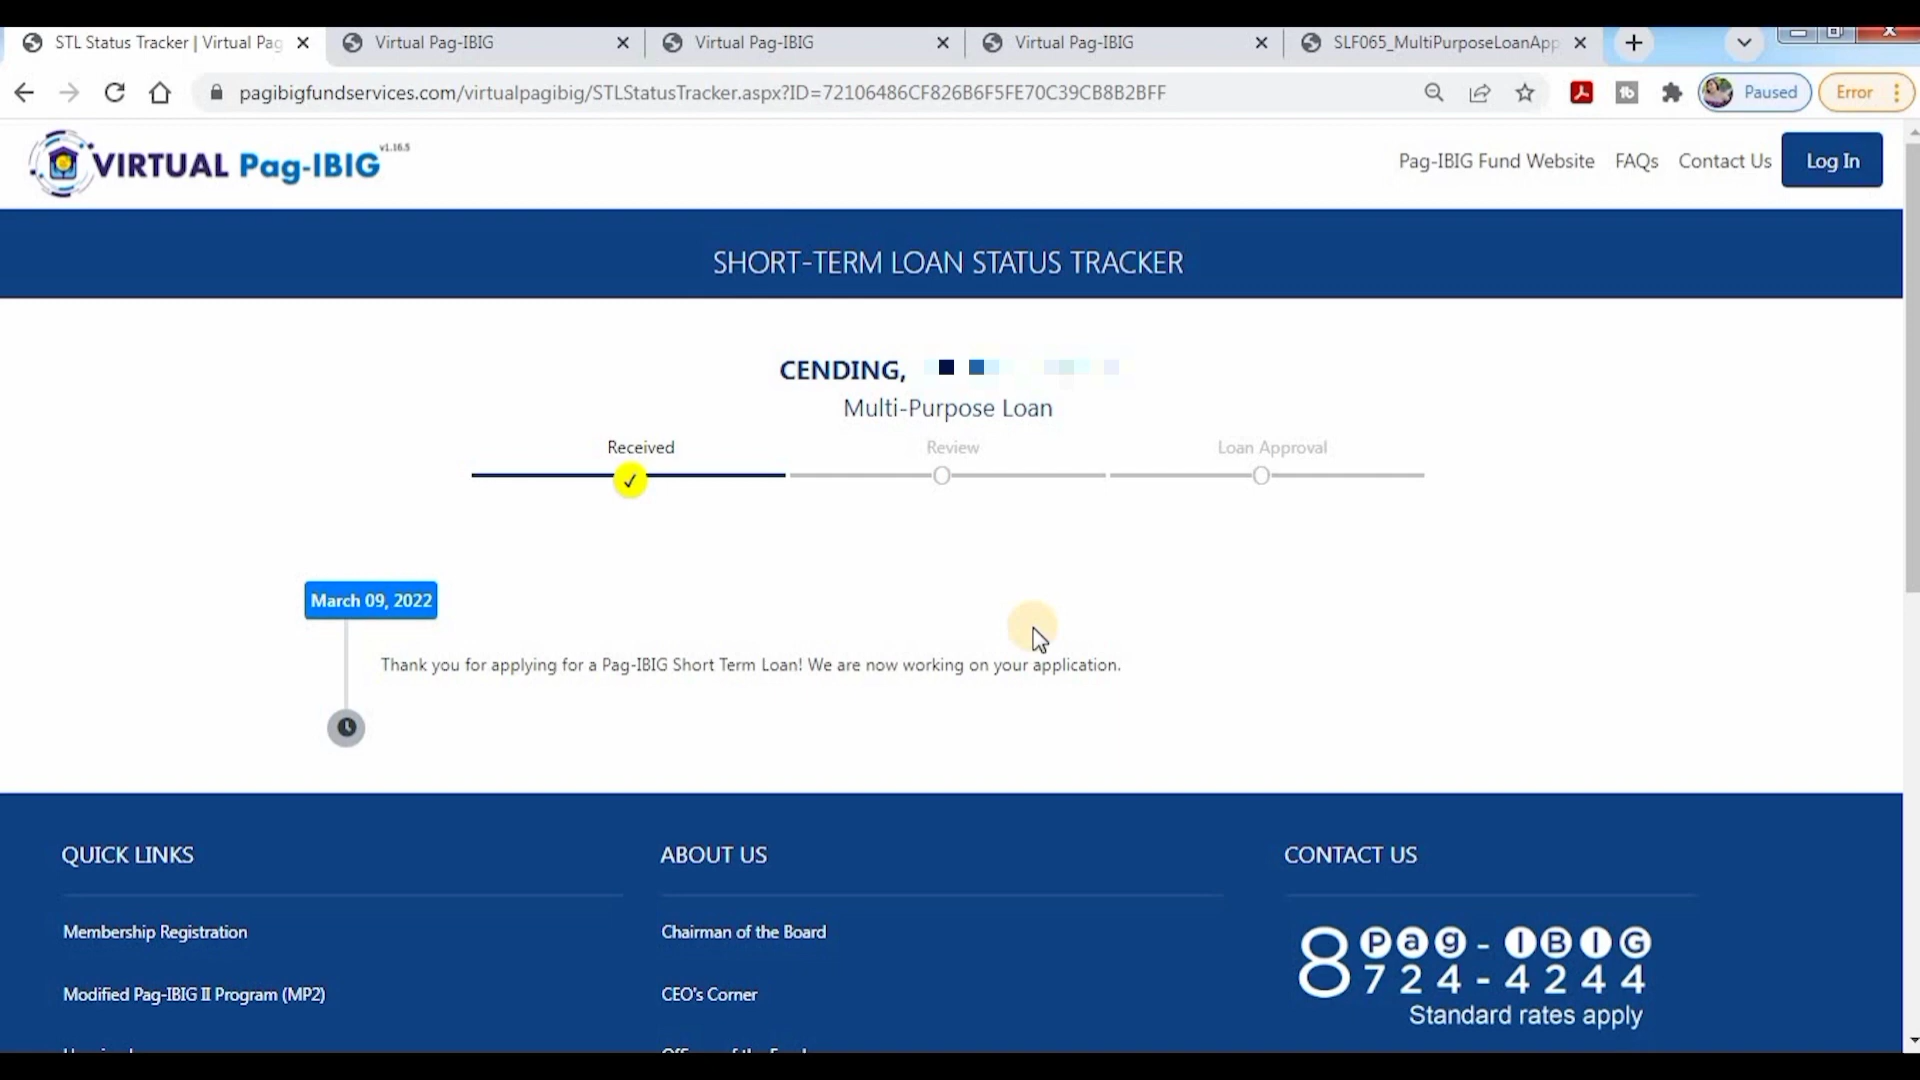 STL Status Tracker | Virtual Pag
Virtual Pag-IBIG
Virtual Pag-IBIG
Virtual Pag-IBIG
SLF065_MultiPurposeLoanApp
pagibigfundservices.com/virtualpagibig/STLStatusTracker.aspx?ID=72106486CF826B6F5FE70C39CB8B2BFF
Paused
Error
VIRTUAL Pag-IBIG v1.16.5
Pag-IBIG Fund Website
FAQs
Contact Us
Log In
SHORT-TERM LOAN STATUS TRACKER
CENDING,
Multi-Purpose Loan
Received
Review
Loan Approval
March 09, 2022
Thank you for applying for a Pag-IBIG Short Term Loan! We are now working on your application.
QUICK LINKS
Membership Registration
Modified Pag-IBIG II Program (MP2)
ABOUT US
Chairman of the Board
CEO's Corner
CONTACT US
8 Pag-IBIG
724-4244
Standard rates apply